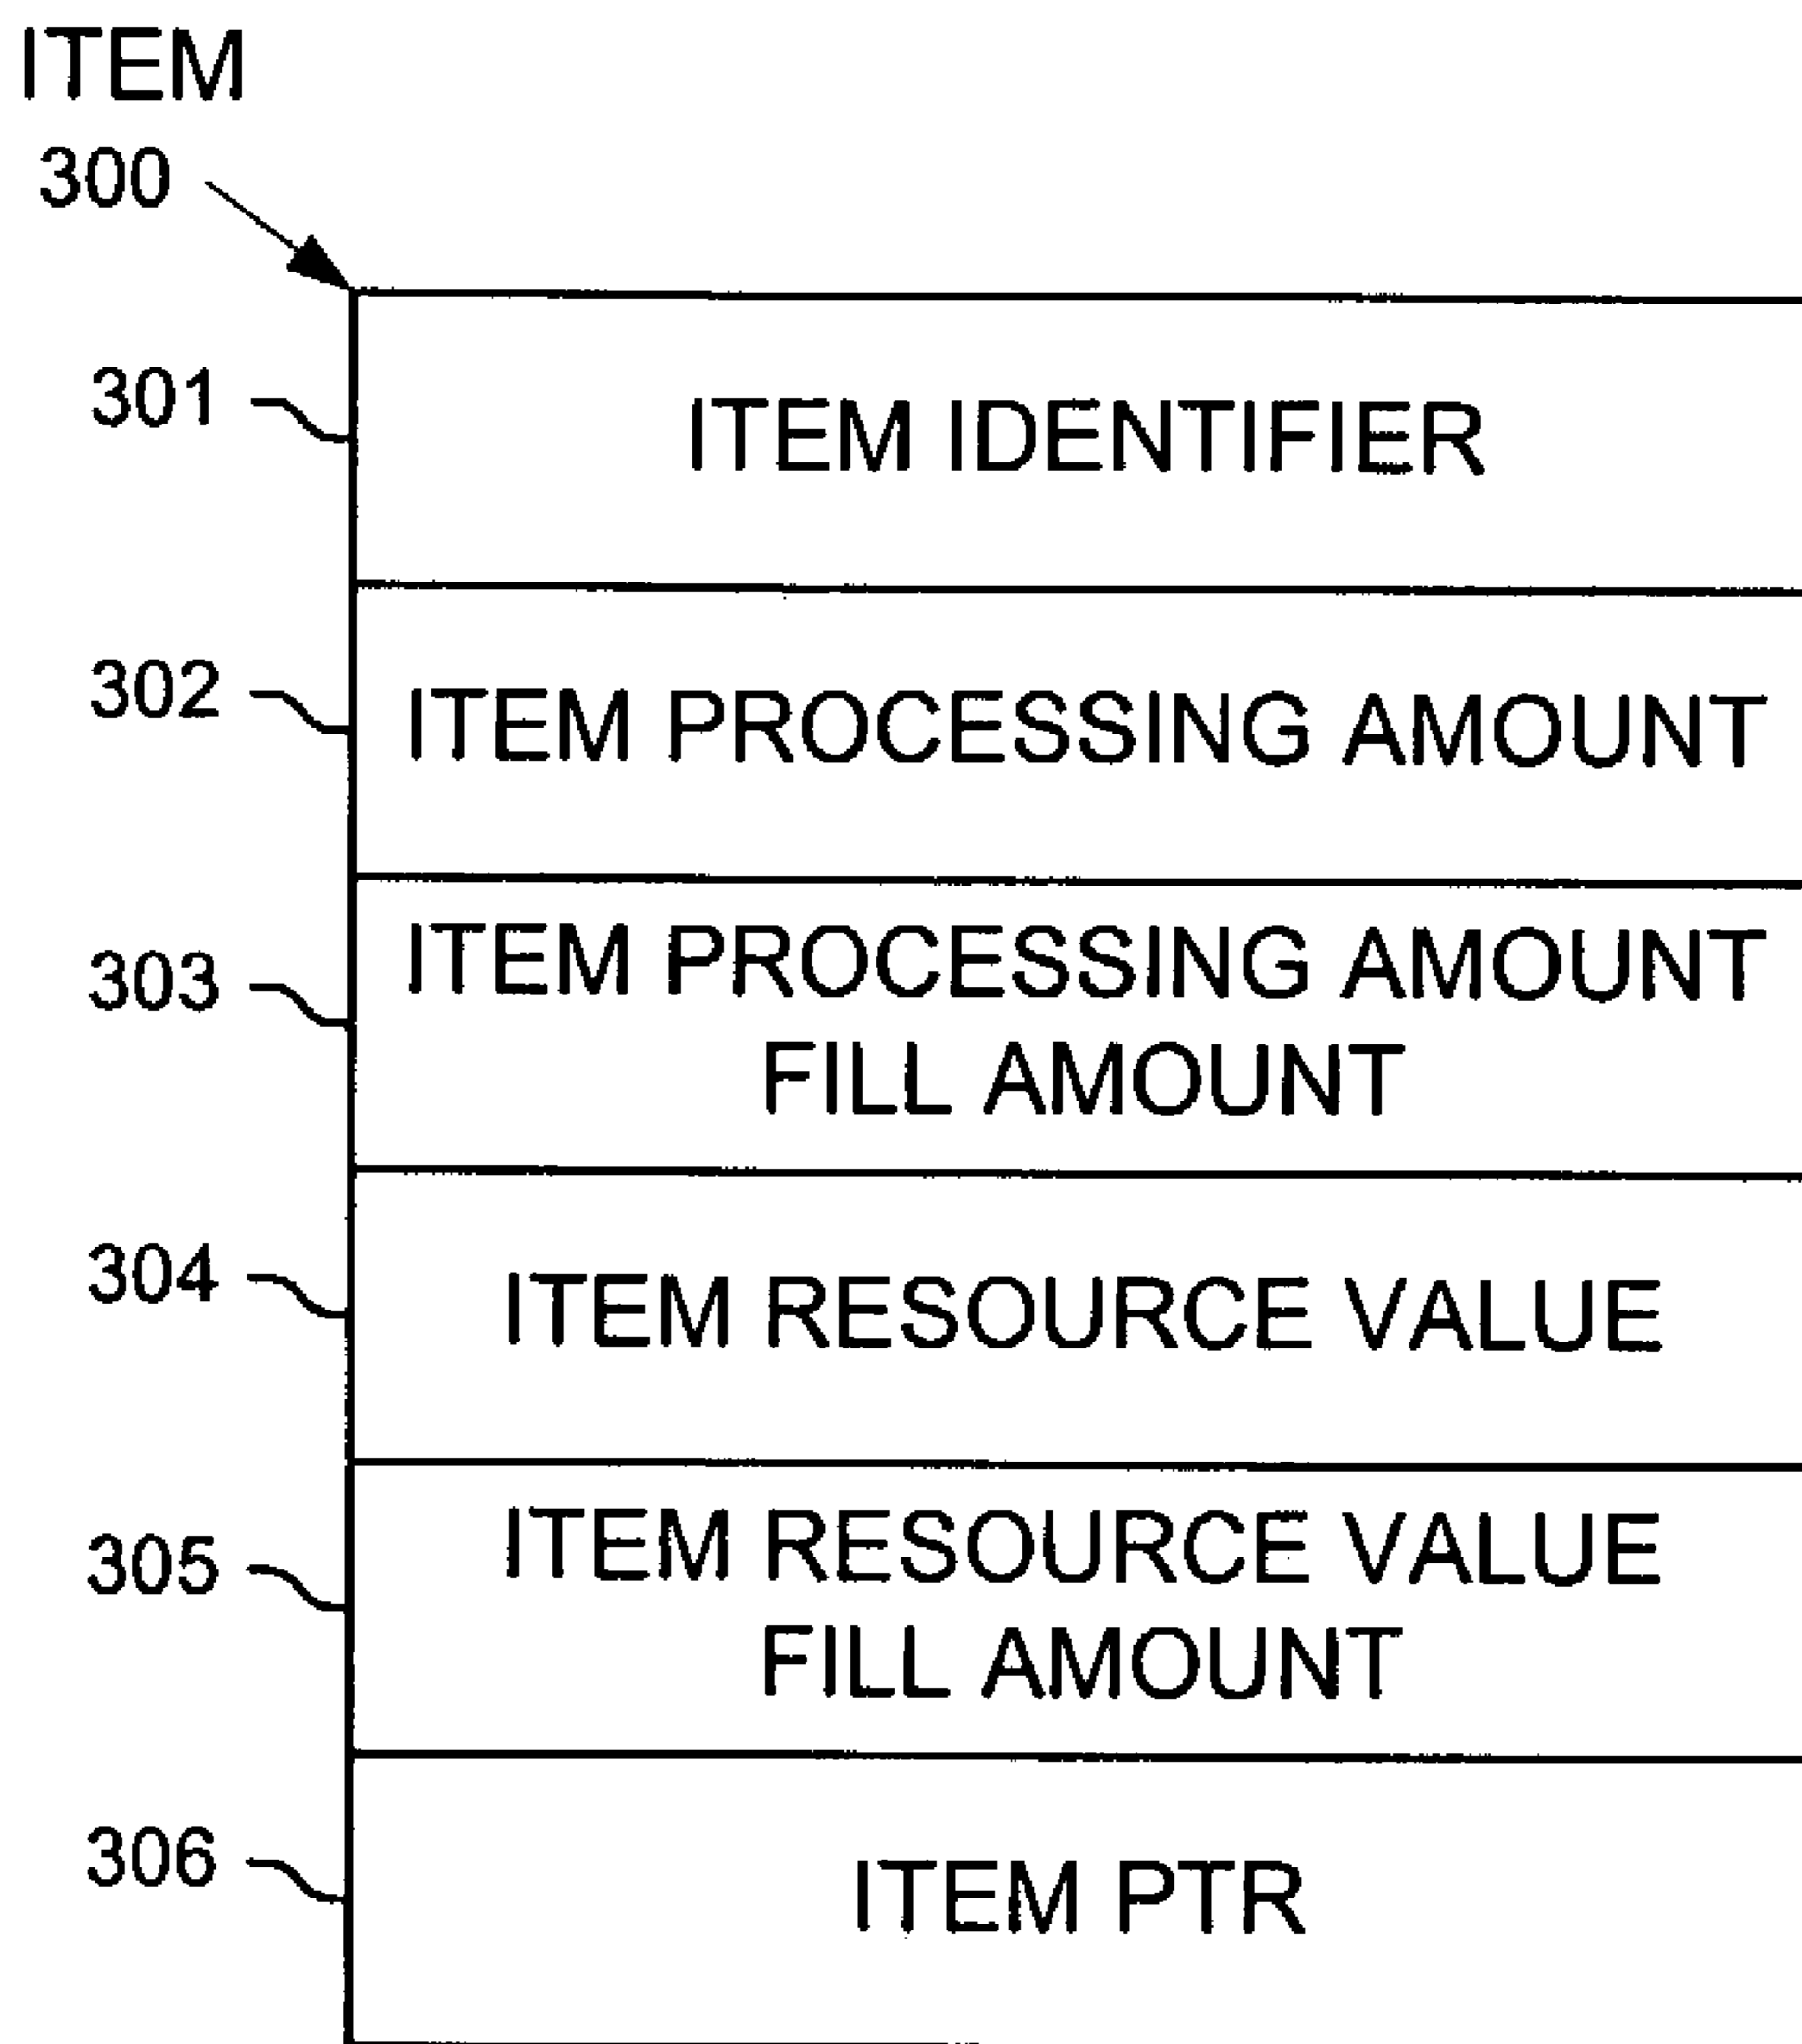 ITEM
300
301
ITEM IDENTIFIER
302
ITEM PROCESSING AMOUNT
303
ITEM PROCESSING AMOUNT
FILL AMOUNT
304
ITEM RESOURCE VALUE
305
ITEM RESOURCE VALUE
FILL AMOUNT
306
ITEM PTR